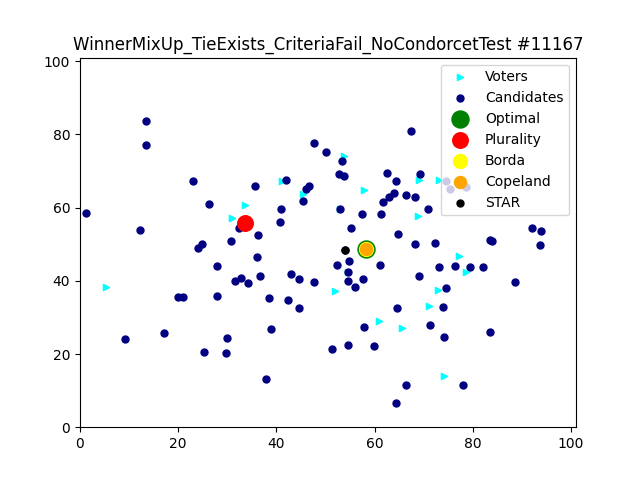 WinnerMixUp_TieExists_CriteriaFail_NoCondorcetTest #11167
100
80
60
40
20
0
0 20 40 60 80 100
Voters
Candidates
Optimal
Plurality
Borda
Copeland
STAR